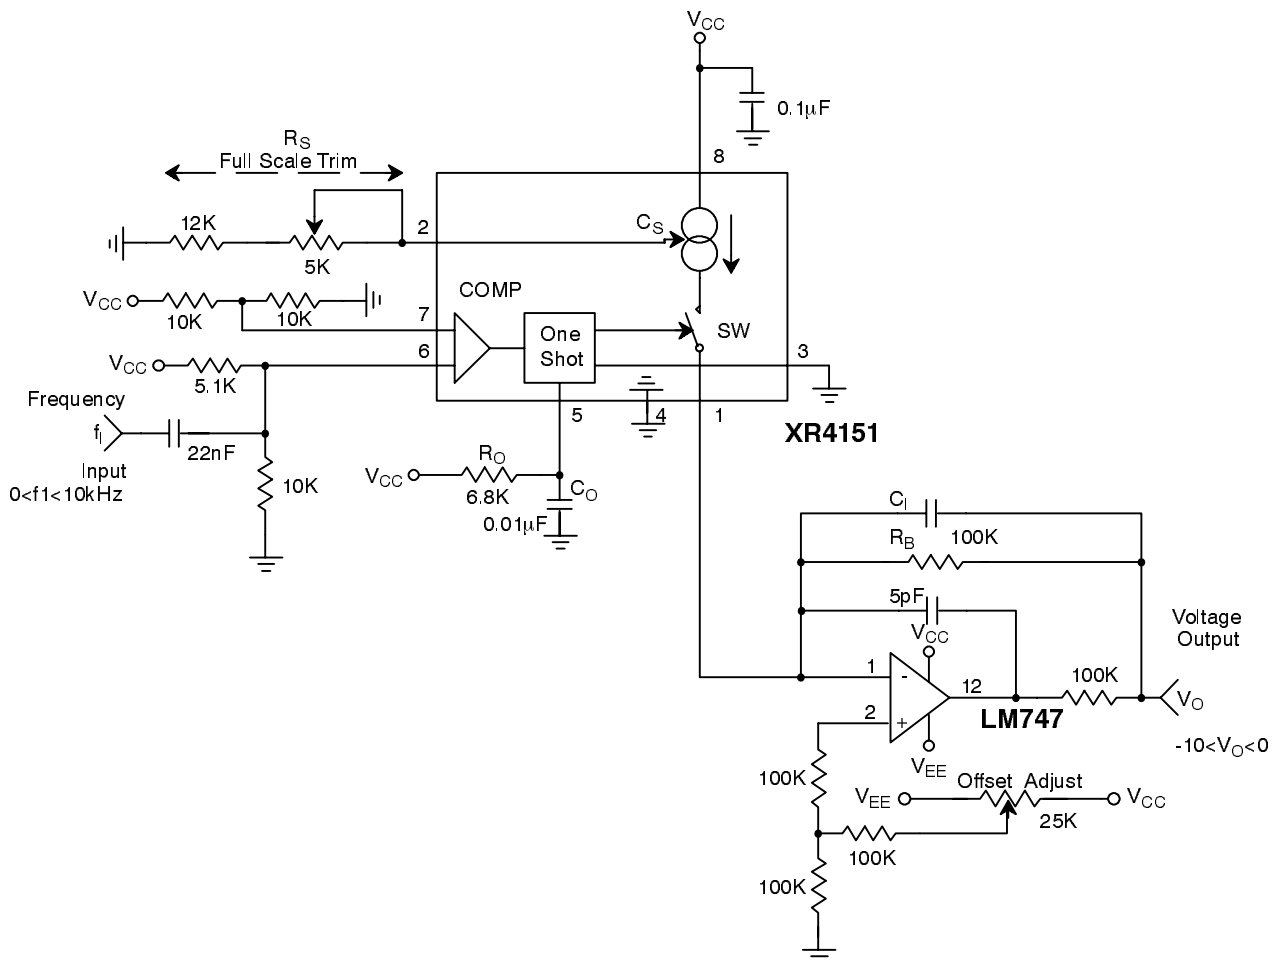 VCC
0.1µF
8
RS
Full Scale Trim
12K
5K
2
CS
VCC
10K
10K
7
COMP
One
Shot
SW
3
VCC
5.1K
6
Frequency
fI
Input
0<f1<10kHz
22nF
10K
5
4
1
XR4151
VCC
RO
6.8K
CO
0.01µF
CI
100K
RB
5pF
VCC
Voltage
Output
1
2
-
+
12
LM747
100K
VO
-10<VO<0
VEE
100K
Offset Adjust
VEE
VCC
25K
100K
100K